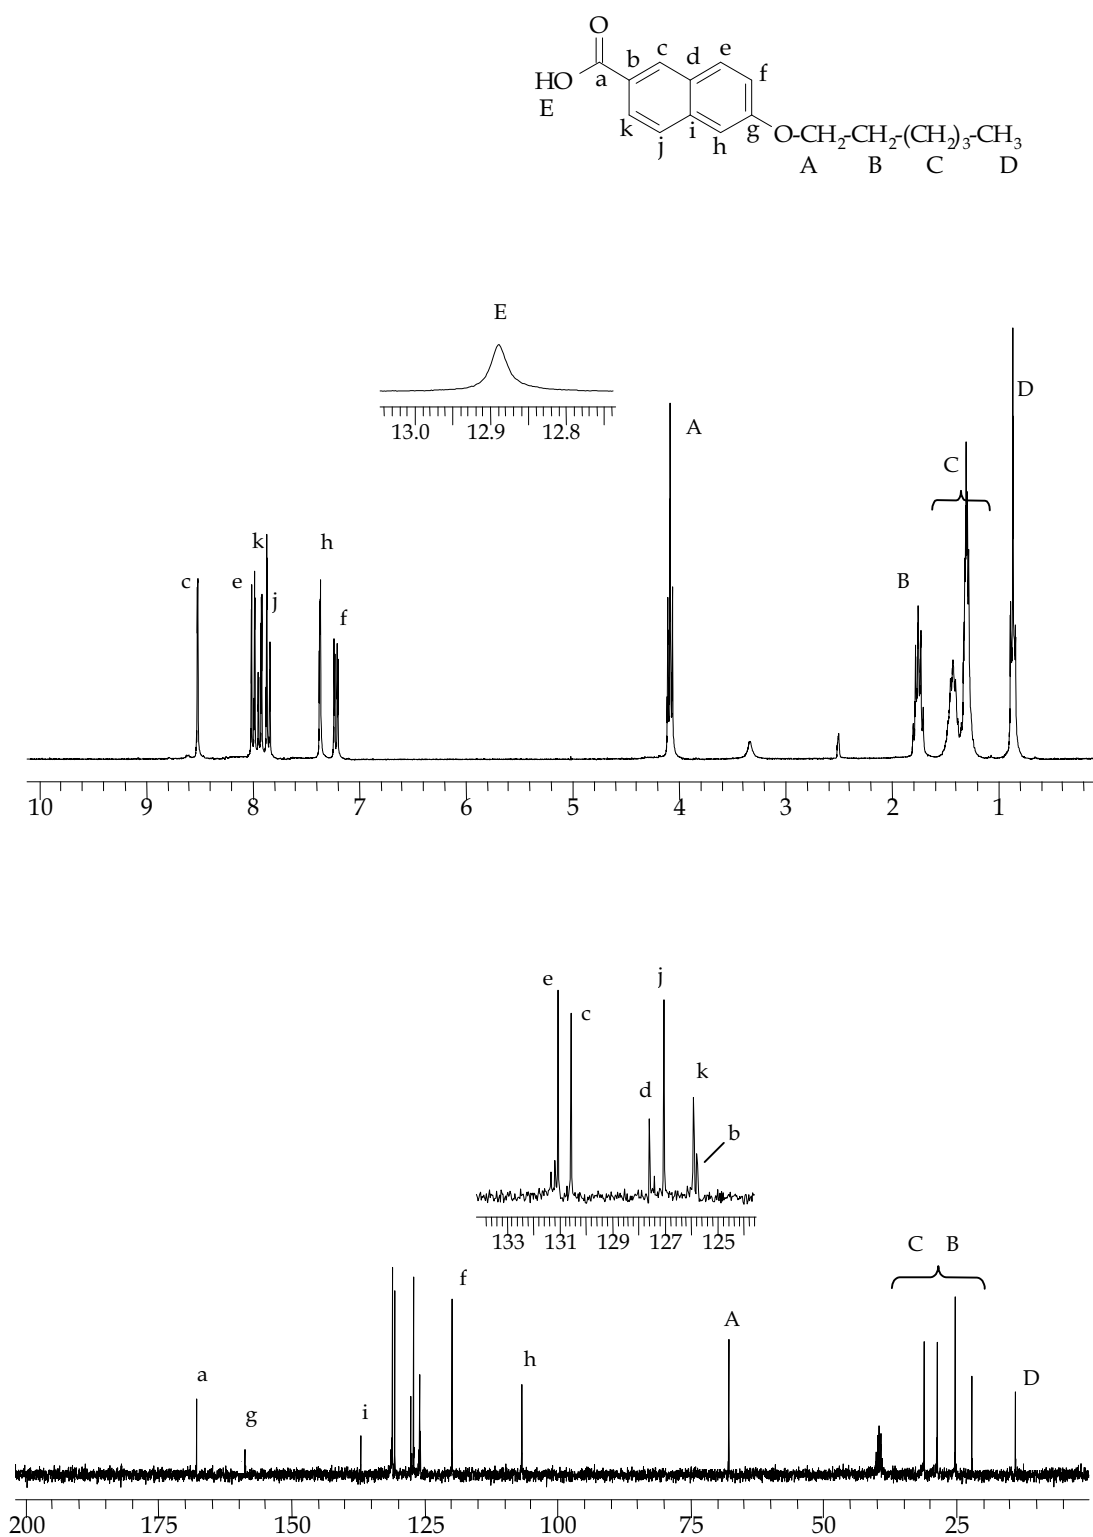 O
b c d e
HO a f
E
k i g O-CH2-CH2-(CH2)3-CH3
j h A B C D
E
13.0 12.9 12.8
D
A
C
k h
c e B
j f
10 9 8 7 6 5 4 3 2 1
e j
c
k
d
b
133 131 129 127 125
C B
f
A
h
a D
g i
200 175 150 125 100 75 50 25